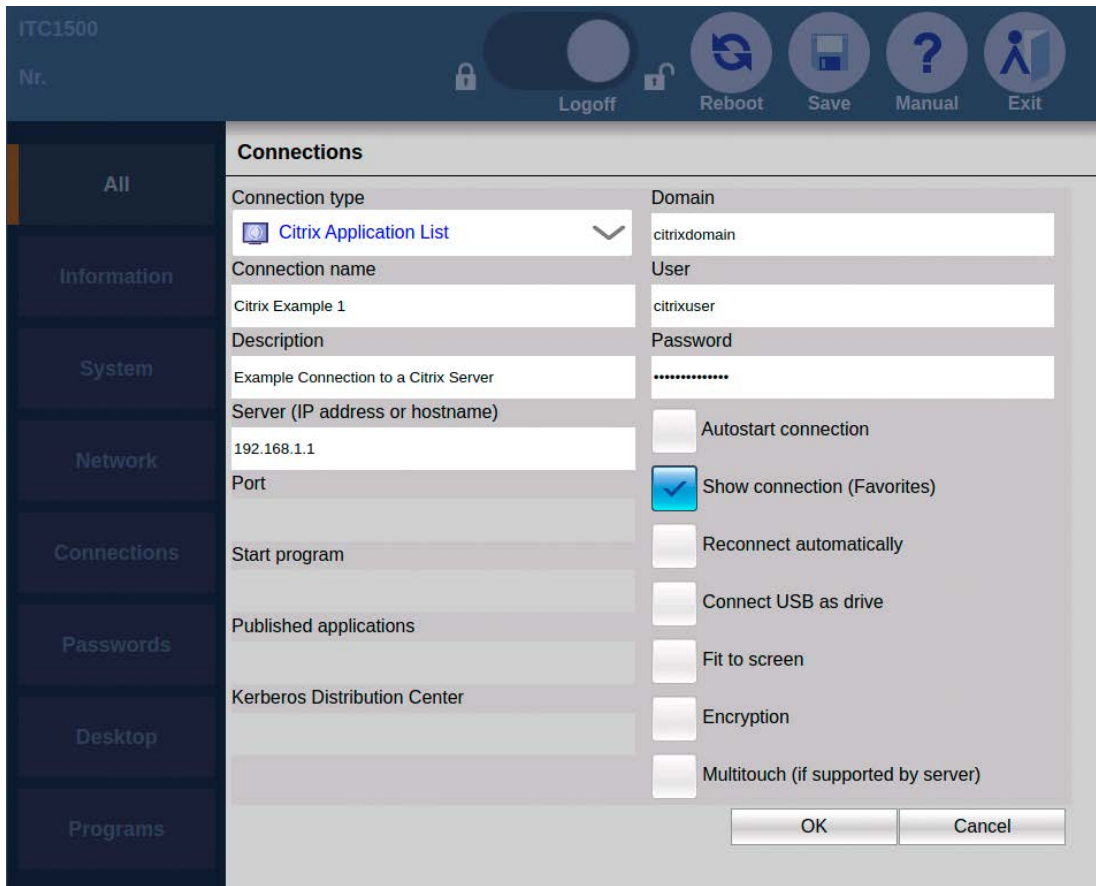 ITC1500
Nr.
Logoff
Reboot
Save
Manual
Exit
All
Information
System
Network
Connections
Passwords
Desktop
Programs
Connections
Connection type
Citrix Application List
Connection name
Citrix Example 1
Description
Example Connection to a Citrix Server
Server (IP address or hostname)
192.168.1.1
Port
Start program
Published applications
Kerberos Distribution Center
Domain
citrixdomain
User
citrixuser
Password
••••••••••••••
Autostart connection
Show connection (Favorites)
Reconnect automatically
Connect USB as drive
Fit to screen
Encryption
Multitouch (if supported by server)
OK
Cancel